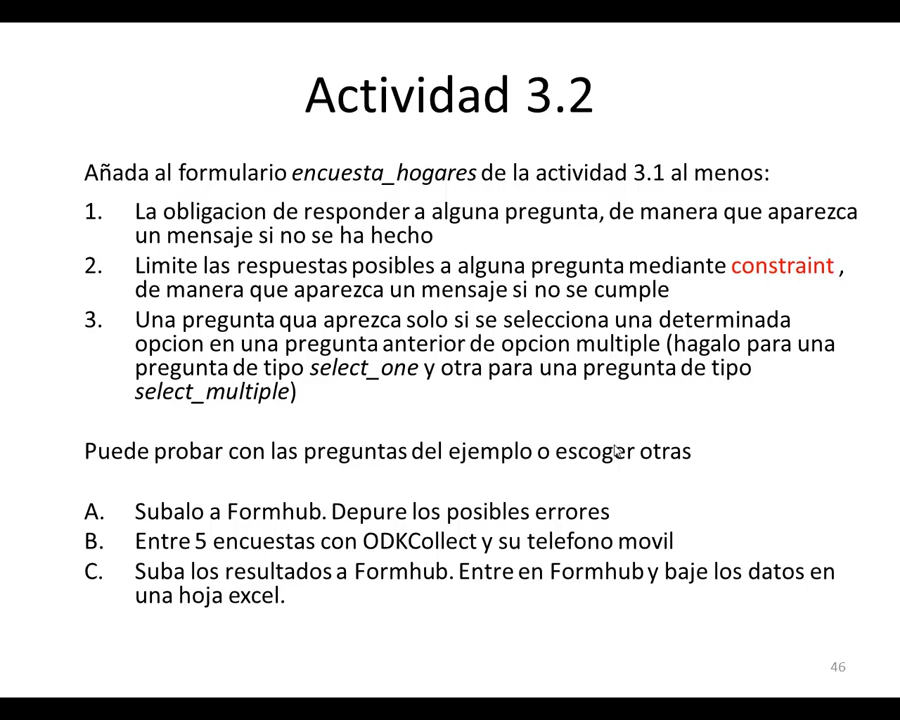 Actividad 3.2
Añada al formulario encuesta_hogares de la actividad 3.1 al menos:
1. La obligacion de responder a alguna pregunta, de manera que aparezca
un mensaje si no se ha hecho
2. Limite las respuestas posibles a alguna pregunta mediante constraint ,
de manera que aparezca un mensaje si no se cumple
3. Una pregunta qua aprezca solo si se selecciona una determinada
opcion en una pregunta anterior de opcion multiple (hagalo para una
pregunta de tipo select_one y otra para una pregunta de tipo
select_multiple)
Puede probar con las preguntas del ejemplo o escoger otras
A. Subalo a Formhub. Depure los posibles errores
B. Entre 5 encuestas con ODKCollect y su telefono movil
C. Suba los resultados a Formhub. Entre en Formhub y baje los datos en
una hoja excel.
46